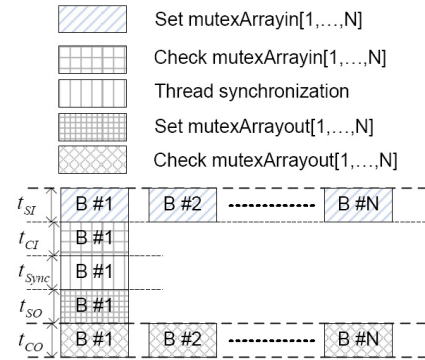 Set mutexArrayin[1,…,N]
Check mutexArrayin[1,…,N]
Thread synchronization
Set mutexArrayout[1,…,N]
Check mutexArrayout[1,…,N]
tSI B #1 B #2 B #N
tCI B #1
tSync B #1
tSO B #1
tCO B #1 B #2 B #N